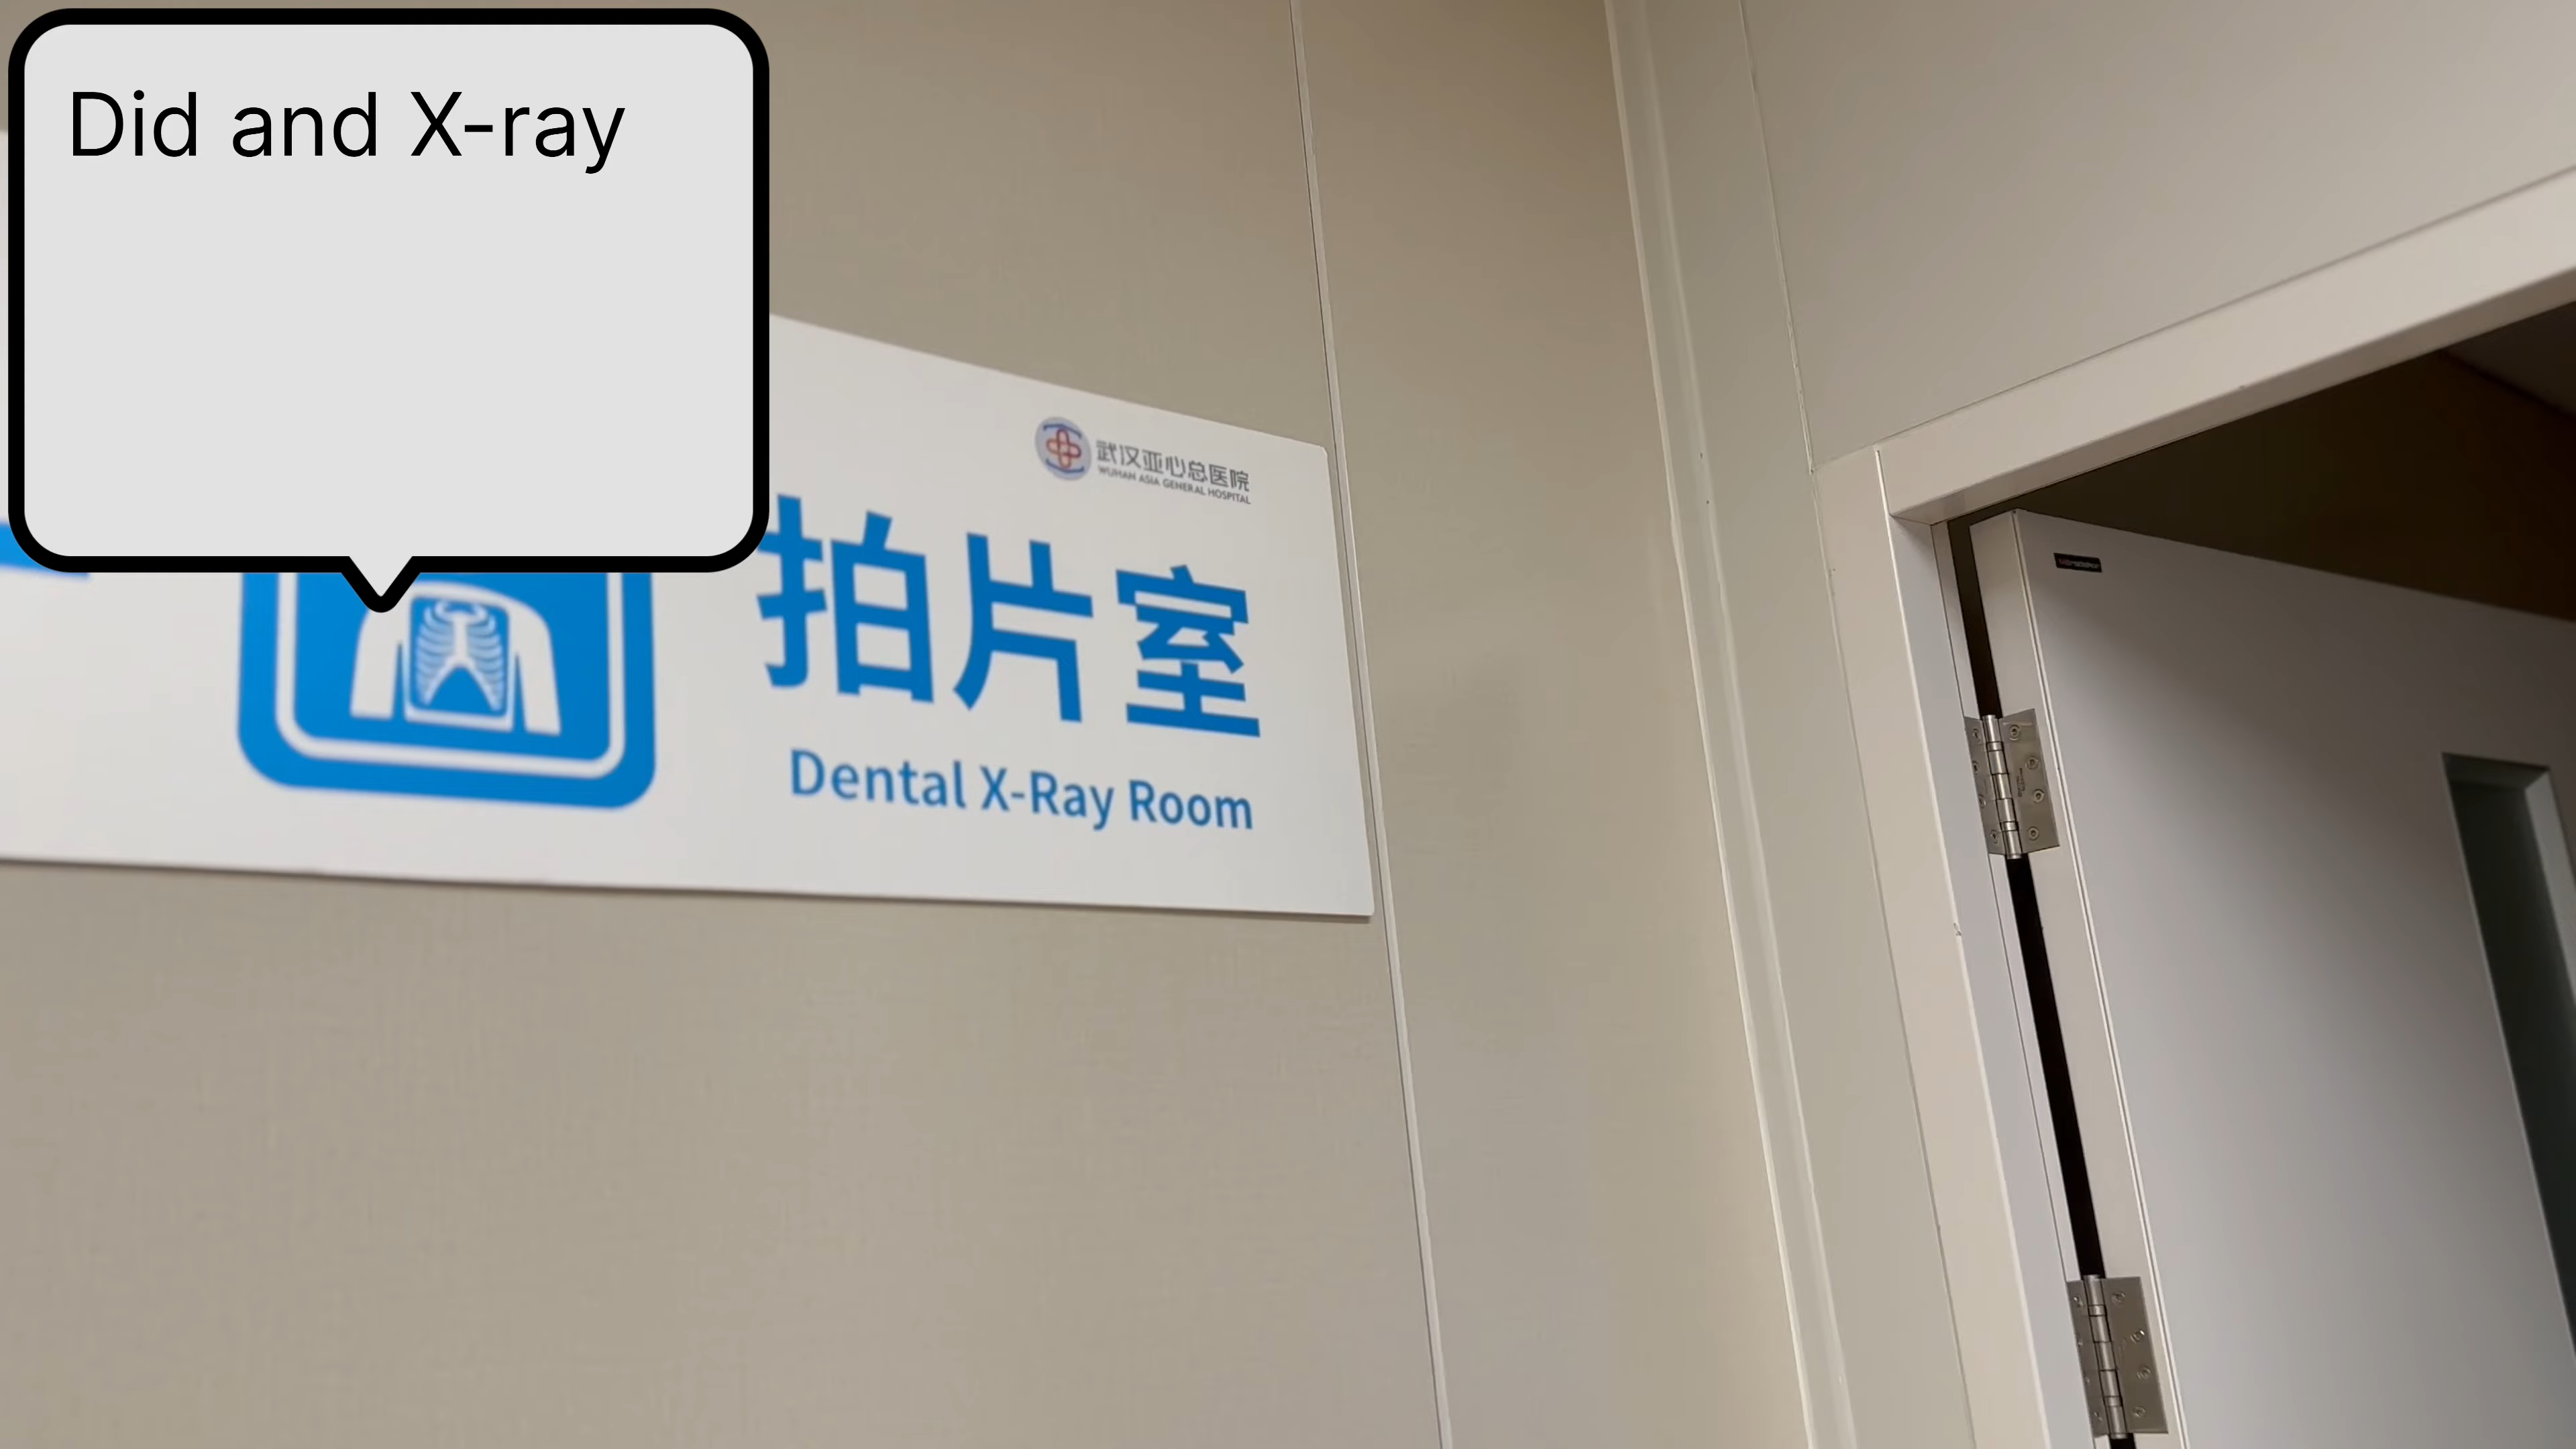 Did and X-ray
武汉亚心总医院
WUHAN ASIA GENERAL HOSPITAL
拍片室
Dental X-Ray Room